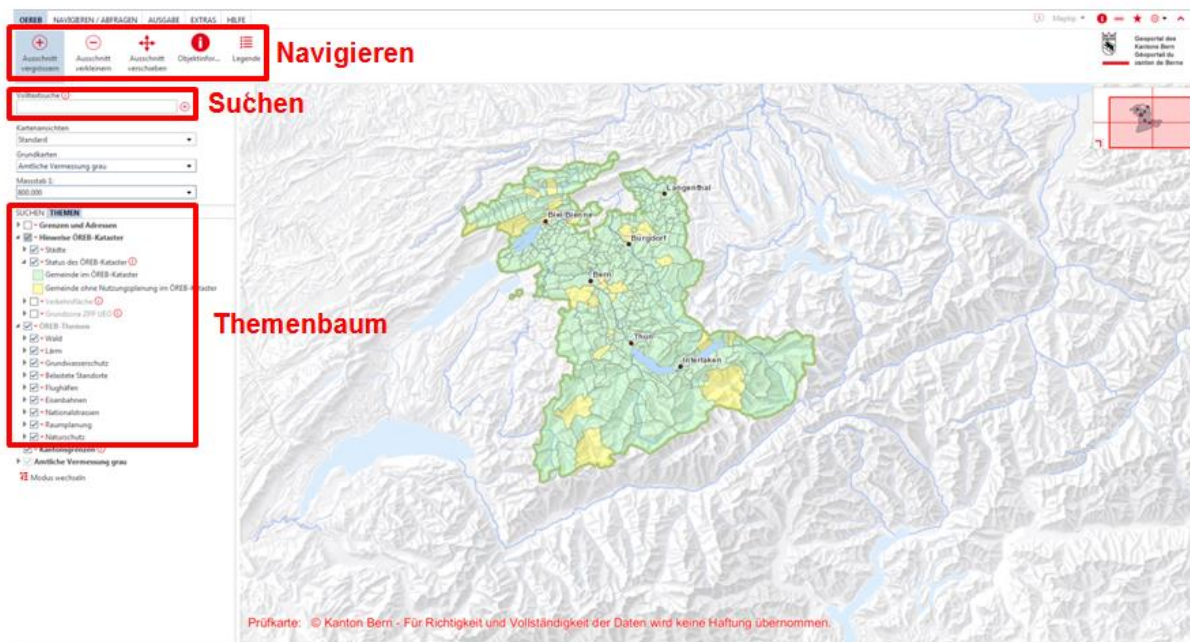 OEREB NAVIGIEREN / ABFRAGEN AUSGABE EXTRAS HILFE
Maptip
Ausschnitt vergrössern
Ausschnitt verkleinern
Ausschnitt verschieben
Objektinfor...
Legende
Navigieren
Geoportal des
Kantons Bern
Géoportail du
canton de Berne
Volltextsuche
Suchen
Kartenansichten
Standard
Grundkarten
Amtliche Vermessung grau
Massstab 1:
800.000
SUCHEN THEMEN
Grenzen und Adressen
Hinweise ÖREB-Kataster
Städte
Status des ÖREB-Kataster
Gemeinde im ÖREB-Kataster
Gemeinde ohne Nutzungsplanung im ÖREB-Kataster
Verkehrsfläche
Grundzone ZPP UEO
ÖREB-Themen
Wald
Lärm
Grundwasserschutz
Belastete Standorte
Flughäfen
Eisenbahnen
Nationalstrassen
Raumplanung
Naturschutz
Kantonsgrenzen
Amtliche Vermessung grau
Modus wechseln
Themenbaum
Langenthal
Biel/Bienne
Burgdorf
Bern
Thun
Interlaken
Prüfkarte: © Kanton Bern - Für Richtigkeit und Vollständigkeit der Daten wird keine Haftung übernommen.